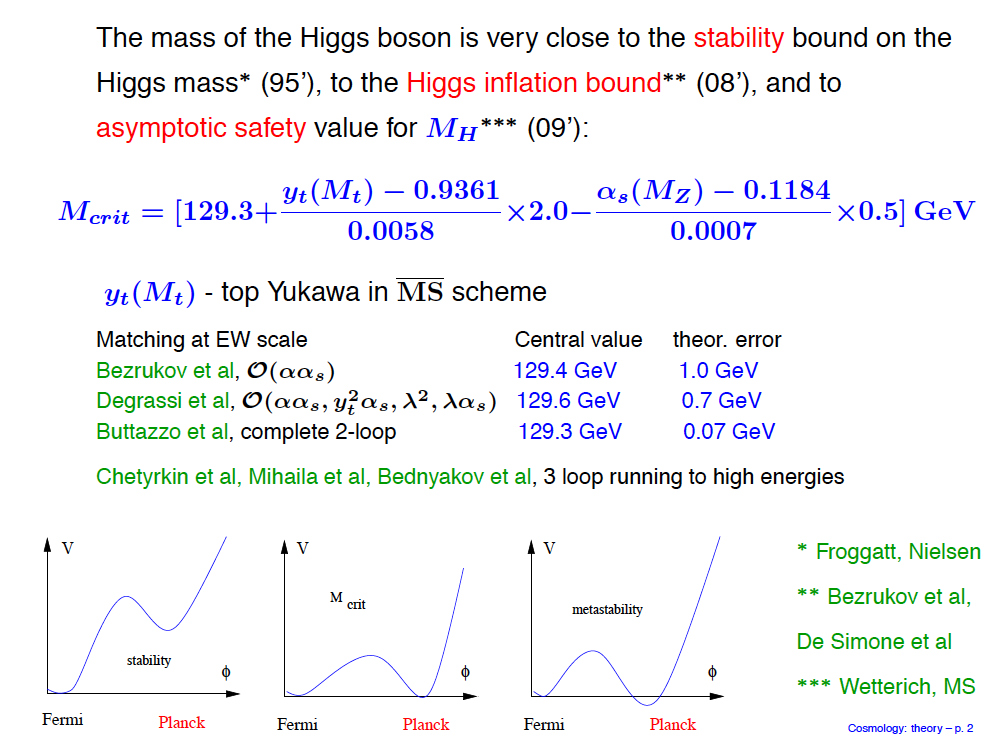 The mass of the Higgs boson is very close to the stability bound on the
Higgs mass* (95'), to the Higgs inflation bound** (08'), and to
asymptotic safety value for M_H*** (09'):
M_crit = [129.3 + (y_t(M_t) − 0.9361)/0.0058 × 2.0 − (α_s(M_Z) − 0.1184)/0.0007 × 0.5] GeV
y_t(M_t) - top Yukawa in M̅S̅ scheme
Matching at EW scale Central value theor. error
Bezrukov et al, O(αα_s) 129.4 GeV 1.0 GeV
Degrassi et al, O(αα_s, y_t^2 α_s, λ^2, λα_s) 129.6 GeV 0.7 GeV
Buttazzo et al, complete 2-loop 129.3 GeV 0.07 GeV
Chetyrkin et al, Mihaila et al, Bednyakov et al, 3 loop running to high energies
V
stability
ϕ
Fermi Planck
V
M crit
ϕ
Fermi Planck
V
metastability
ϕ
Fermi Planck
* Froggatt, Nielsen
** Bezrukov et al,
De Simone et al
*** Wetterich, MS
Cosmology: theory – p. 2